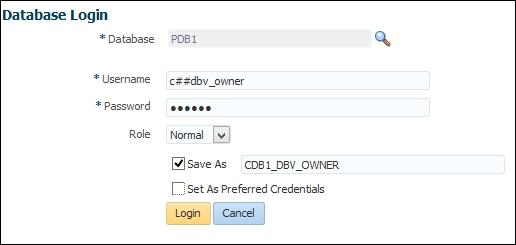 Database Login
* Database PDB1
* Username c##dbv_owner
* Password ••••••
Role Normal
Save As CDB1_DBV_OWNER
Set As Preferred Credentials
Login Cancel